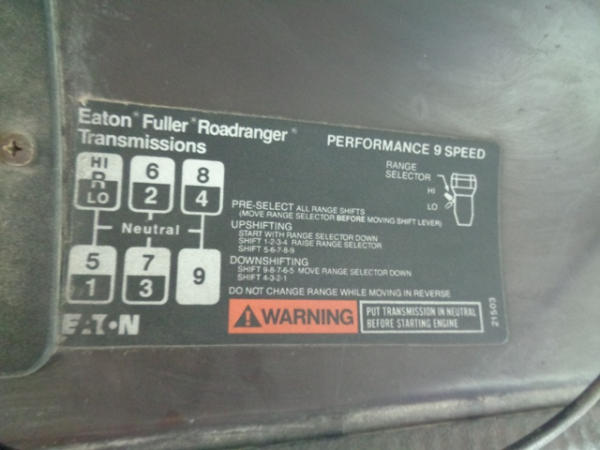 Eaton® Fuller® Roadranger®
Transmissions
PERFORMANCE 9 SPEED
HI
R
LO
6
2
8
4
Neutral
5
1
7
3
9
RANGE
SELECTOR
HI
LO
PRE-SELECT ALL RANGE SHIFTS
(MOVE RANGE SELECTOR BEFORE MOVING SHIFT LEVER)
UPSHIFTING
START WITH RANGE SELECTOR DOWN
SHIFT 1-2-3-4 RAISE RANGE SELECTOR
SHIFT 5-6-7-8-9
DOWNSHIFTING
SHIFT 9-8-7-6-5 MOVE RANGE SELECTOR DOWN
SHIFT 4-3-2-1
DO NOT CHANGE RANGE WHILE MOVING IN REVERSE
WARNING
PUT TRANSMISSION IN NEUTRAL
BEFORE STARTING ENGINE
EATON
21503